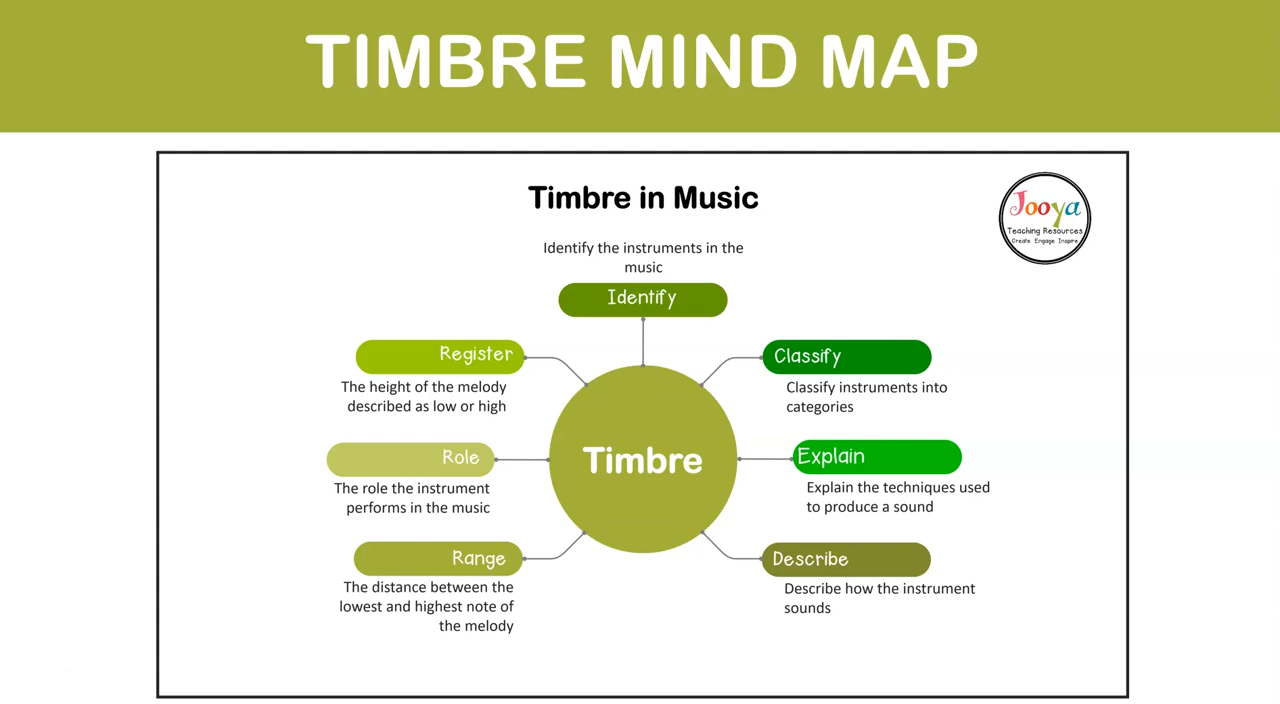 TIMBRE MIND MAP
Timbre in Music
Jooya
Teaching Resources
Create Engage Inspire
Identify the instruments in the
music
Identify
Register
The height of the melody
described as low or high
Classify
Classify instruments into
categories
Timbre
Role
The role the instrument
performs in the music
Explain
Explain the techniques used
to produce a sound
Range
The distance between the
lowest and highest note of
the melody
Describe
Describe how the instrument
sounds